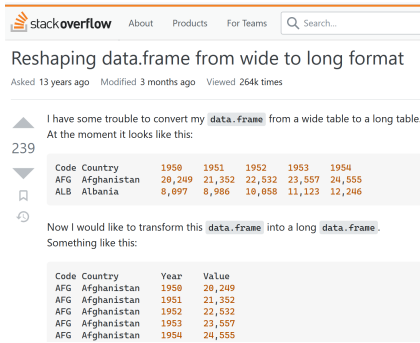 stackoverflow About Products For Teams Search...
Reshaping data.frame from wide to long format
Asked 13 years ago Modified 3 months ago Viewed 264k times
I have some trouble to convert my data.frame from a wide table to a long table
At the moment it looks like this:
239
Code Country 1950 1951 1952 1953 1954
AFG Afghanistan 20,249 21,352 22,532 23,557 24,555
ALB Albania 8,097 8,986 10,058 11,123 12,246
Now I would like to transform this data.frame into a long data.frame.
Something like this:
Code Country Year Value
AFG Afghanistan 1950 20,249
AFG Afghanistan 1951 21,352
AFG Afghanistan 1952 22,532
AFG Afghanistan 1953 23,557
AFG Afghanistan 1954 24,555